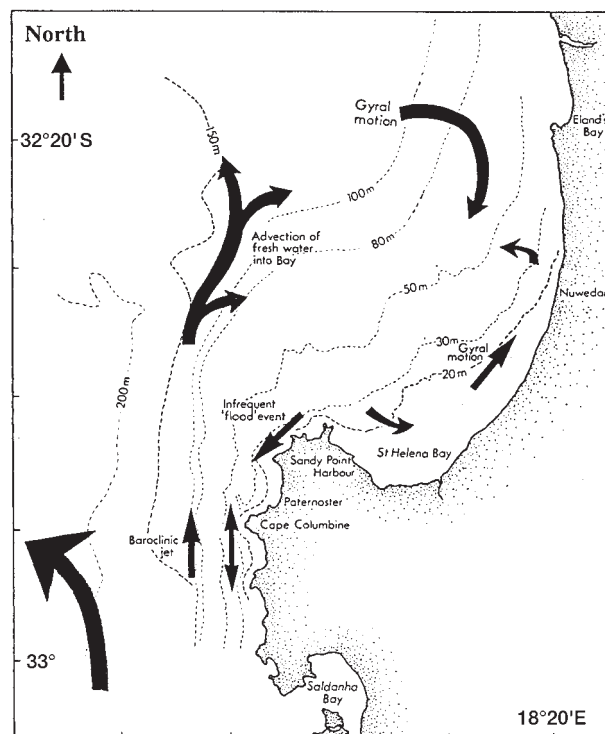 North
32°20'S
150m
Gyral
motion
Eland's
Bay
100m
80m
Advection of
fresh water
into Bay
50m
Nuwedam
200m
30m
Gyral
motion
20m
Infrequent
'flood' event
Sandy Point
Harbour
St Helena Bay
Paternoster
Cape Columbine
Baroclinic
jet
33°
Saldanha
Bay
18°20'E